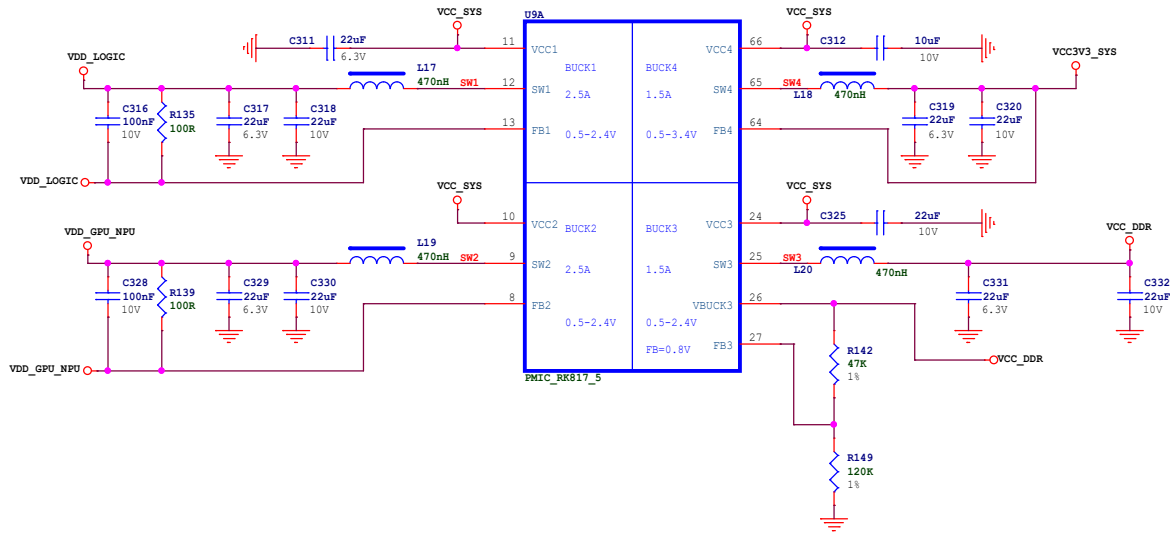 VCC_SYS
U9A
VCC_SYS
C311
22uF
6.3V
11
VCC1
VCC4
66
C312
10uF
10V
VDD_LOGIC
VCC3V3_SYS
L17
470nH
SW1
12
SW1
BUCK1
2.5A
0.5-2.4V
BUCK4
1.5A
0.5-3.4V
SW4
65
SW4
L18
470nH
C316
100nF
10V
R135
100R
C317
22uF
6.3V
C318
22uF
10V
13
FB1
FB4
64
C319
22uF
6.3V
C320
22uF
10V
VDD_LOGIC
VCC_SYS
VCC_SYS
10
VCC2
BUCK2
2.5A
0.5-2.4V
BUCK3
1.5A
0.5-2.4V
FB=0.8V
VCC3
24
C325
22uF
10V
VDD_GPU_NPU
VCC_DDR
L19
470nH
SW2
9
SW2
SW3
25
SW3
L20
470nH
C328
100nF
10V
R139
100R
C329
22uF
6.3V
C330
22uF
10V
8
FB2
VBUCK3
26
C331
22uF
6.3V
C332
22uF
10V
FB3
27
R142
47K
1%
VCC_DDR
VDD_GPU_NPU
PMIC_RK817_5
R149
120K
1%